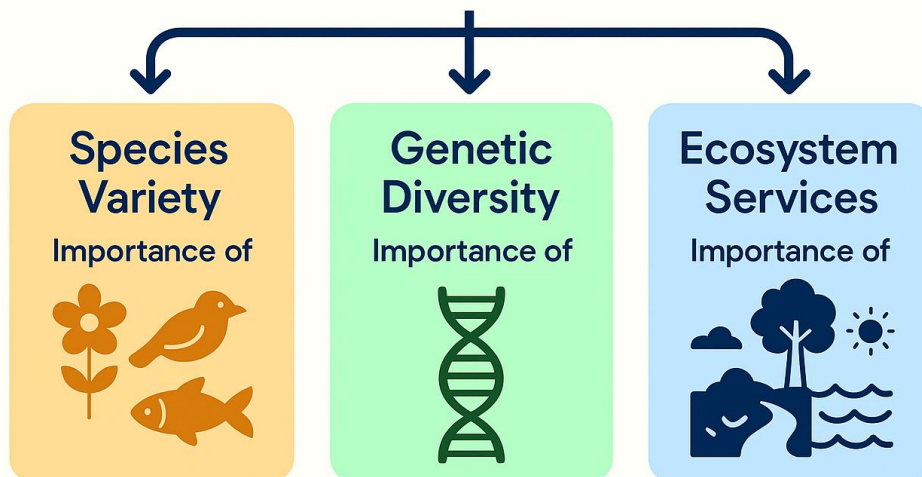 Species
Variety
Importance of
Genetic
Diversity
Importance of
Ecosystem
Services
Importance of